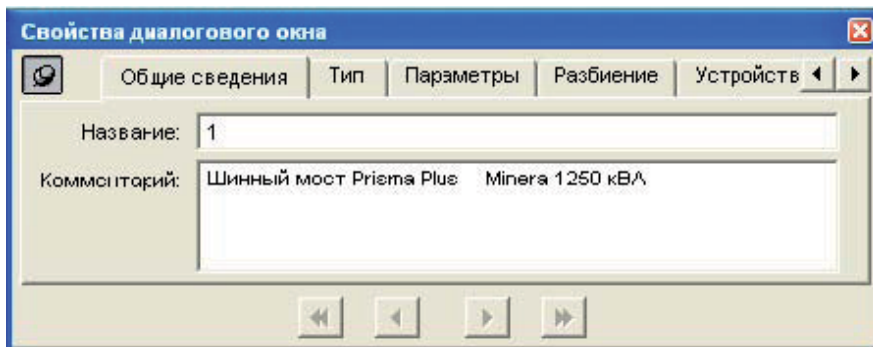 Свойства диалогового окна
Общие сведения Тип Параметры Разбиение Устройств
Название: 1
Комментарий: Шинный мост Prisma Plus Minera 1250 кВА